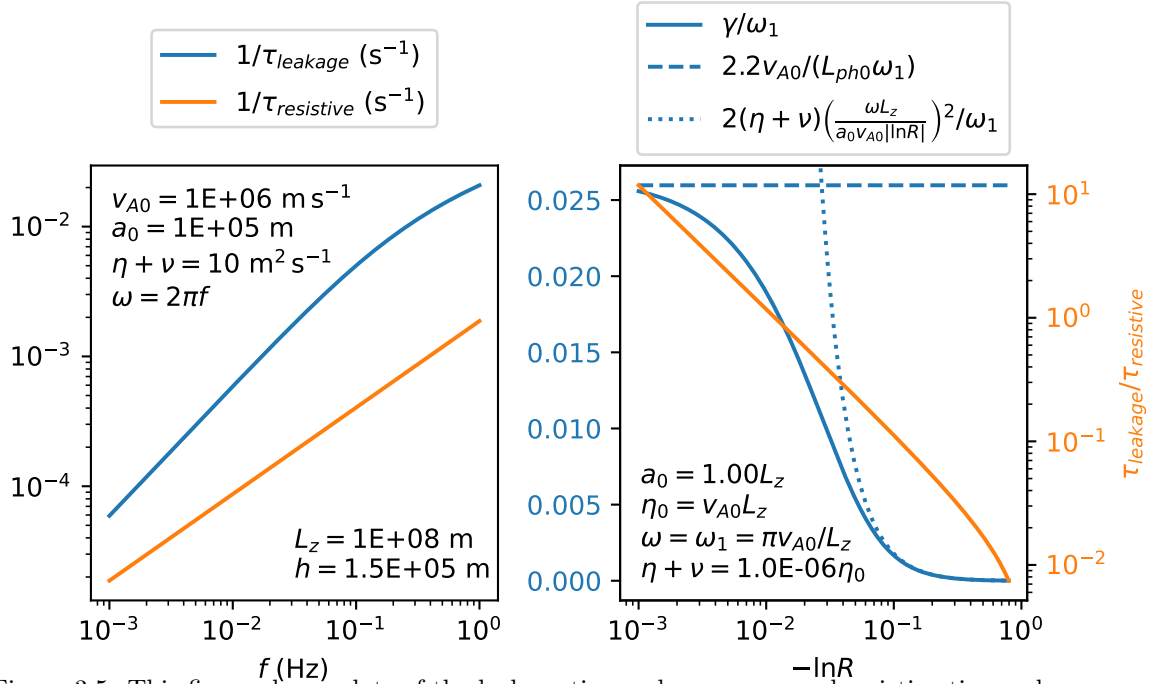 1/τ_leakage (s⁻¹)
1/τ_resistive (s⁻¹)
γ/ω₁
2.2v_A0/(L_ph0ω₁)
2(η + ν)(ωL_z/(a₀v_A0|lnR|))²/ω₁
v_A0 = 1E+06 m s⁻¹
a₀ = 1E+05 m
η + ν = 10 m² s⁻¹
ω = 2πf
L_z = 1E+08 m
h = 1.5E+05 m
10⁻²
10⁻³
10⁻⁴
10⁻³ 10⁻² 10⁻¹ 10⁰
f (Hz)
0.025
0.020
0.015
0.010
0.005
0.000
a₀ = 1.00L_z
η₀ = v_A0L_z
ω = ω₁ = πv_A0/L_z
η + ν = 1.0E-06η₀
10¹
10⁰
10⁻¹
10⁻²
τ_leakage/τ_resistive
10⁻³ 10⁻² 10⁻¹ 10⁰
−lnR